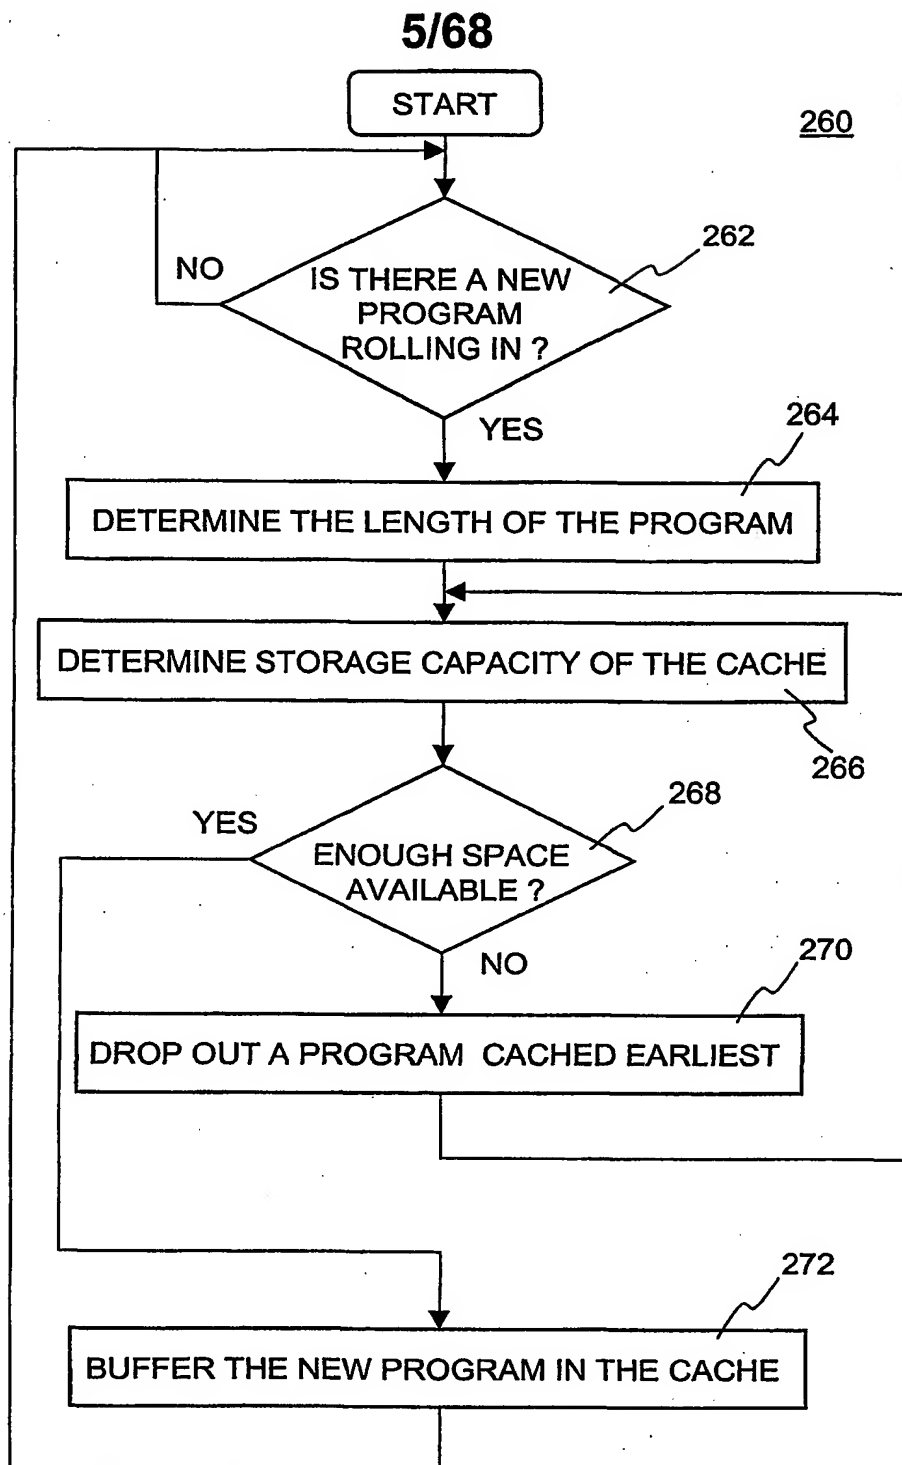 5/68
START
260
262
NO
IS THERE A NEW
PROGRAM
ROLLING IN ?
YES
264
DETERMINE THE LENGTH OF THE PROGRAM
DETERMINE STORAGE CAPACITY OF THE CACHE
266
268
YES
ENOUGH SPACE
AVAILABLE ?
NO
270
DROP OUT A PROGRAM CACHED EARLIEST
272
BUFFER THE NEW PROGRAM IN THE CACHE